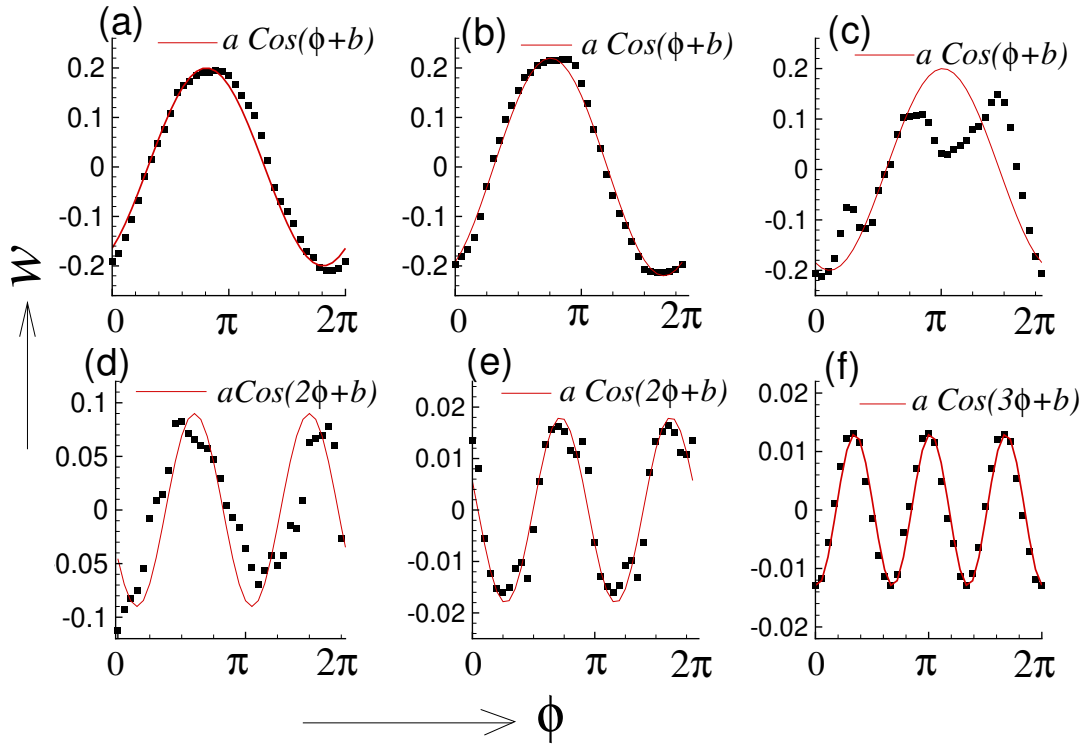 (a) (b) (c)
a Cos(ϕ+b) a Cos(ϕ+b) a Cos(ϕ+b)
0.2 0.2 0.2
0.1 0.1 0.1
0 0 0
-0.1 -0.1 -0.1
-0.2 -0.2 -0.2
0 π 2π 0 π 2π 0 π 2π
w
(d) (e) (f)
aCos(2ϕ+b) a Cos(2ϕ+b) a Cos(3ϕ+b)
0.1 0.02 0.02
0.05 0.01 0.01
0 0 0
0.05 -0.01 -0.01
-0.1 -0.02 -0.02
0 π 2π 0 π 2π 0 π 2π
ϕ